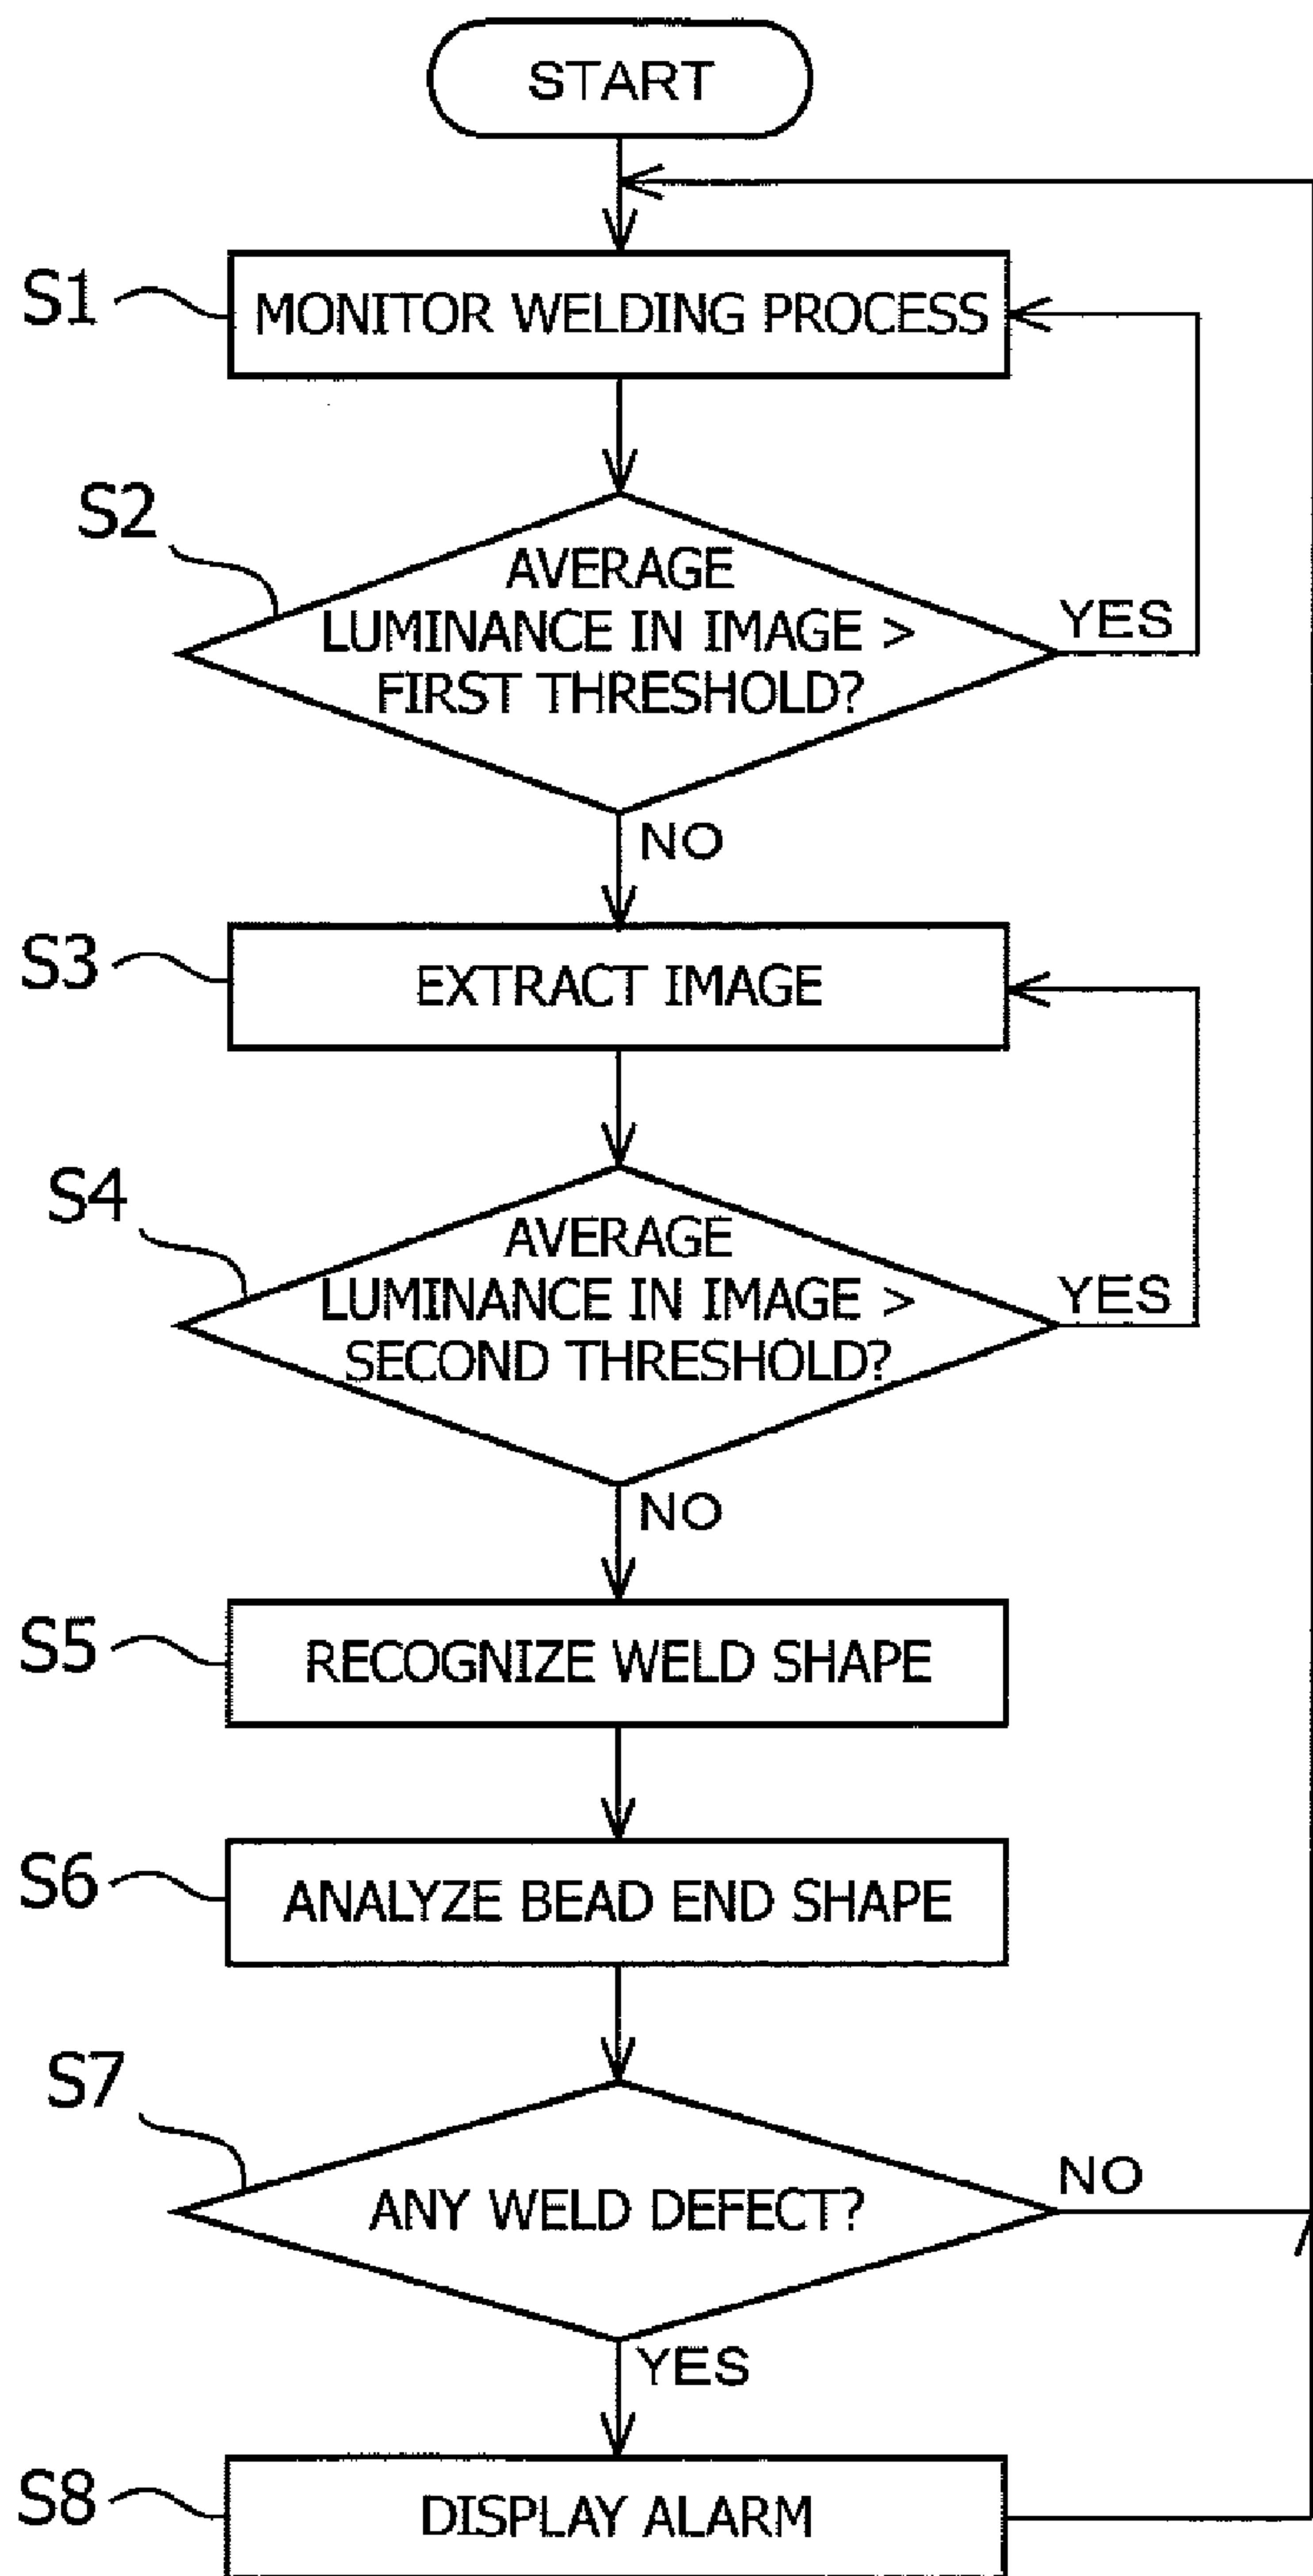 START
S1
MONITOR WELDING PROCESS
S2
AVERAGE
LUMINANCE IN IMAGE >
FIRST THRESHOLD?
YES
NO
S3
EXTRACT IMAGE
S4
AVERAGE
LUMINANCE IN IMAGE >
SECOND THRESHOLD?
YES
NO
S5
RECOGNIZE WELD SHAPE
S6
ANALYZE BEAD END SHAPE
S7
ANY WELD DEFECT?
NO
YES
S8
DISPLAY ALARM